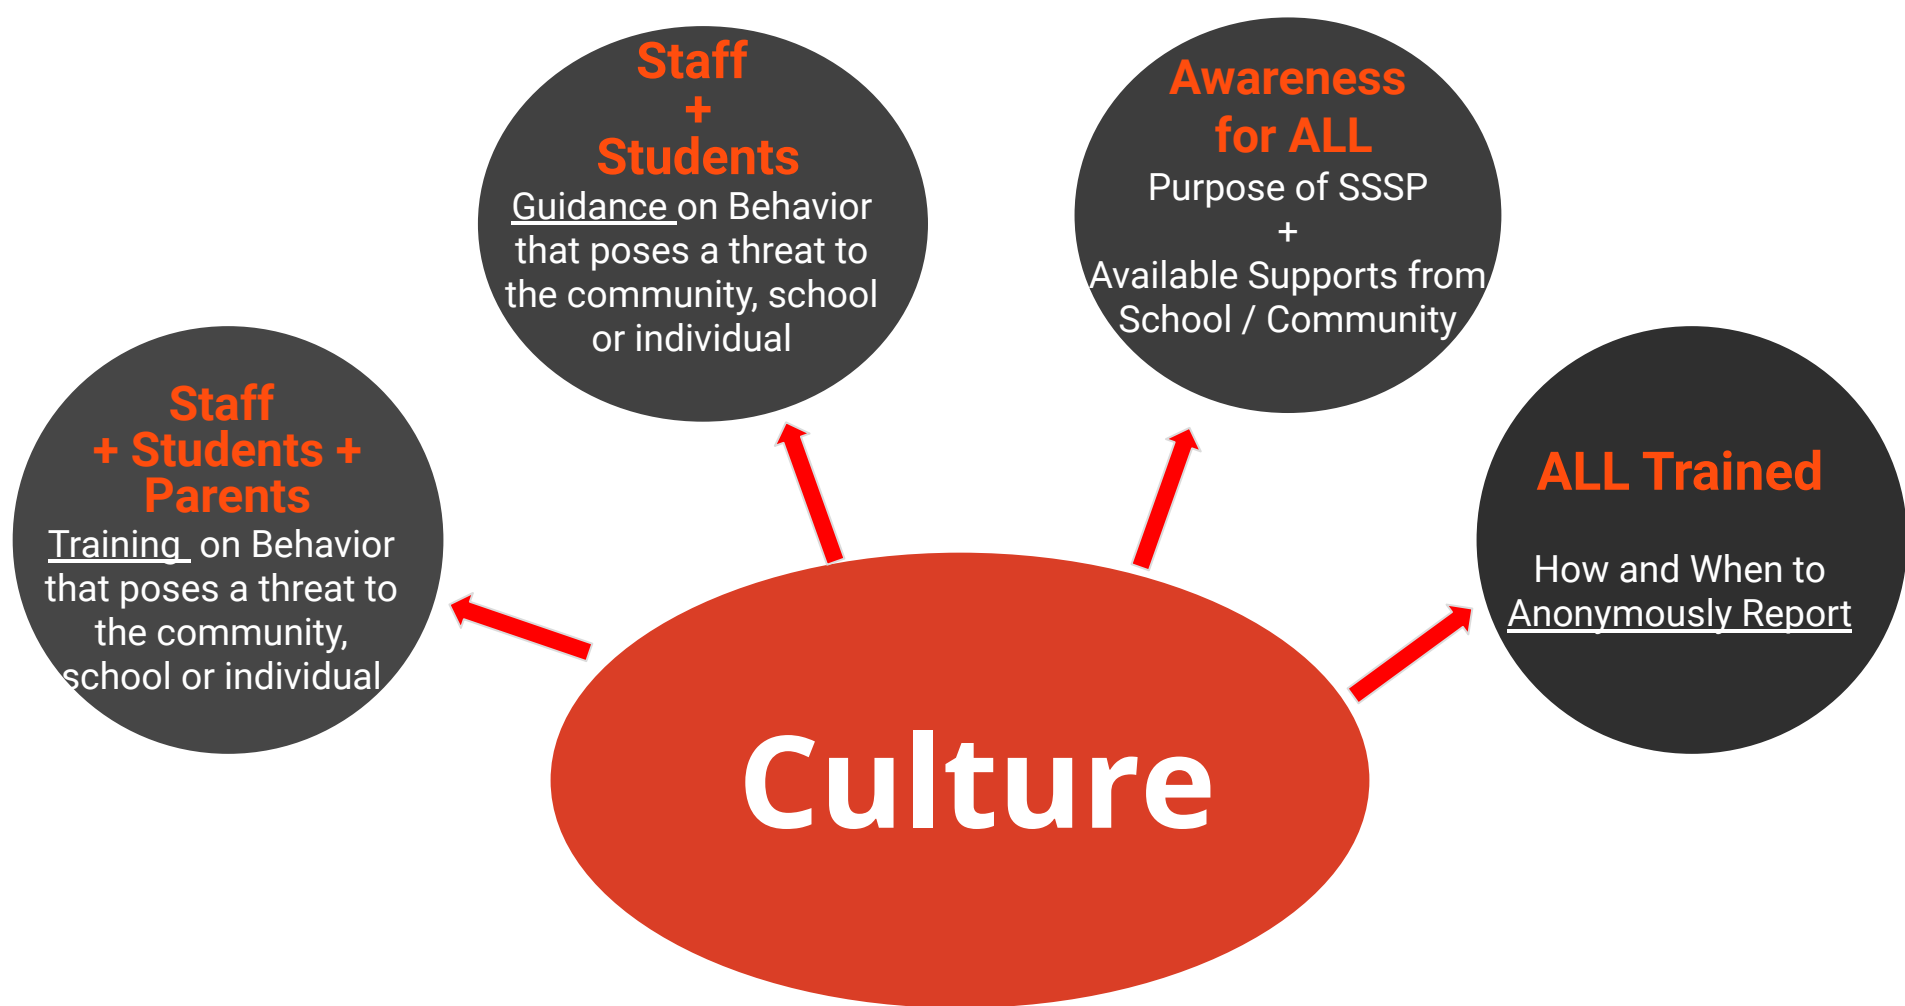 Staff
+ Students +
Parents
Training on Behavior
that poses a threat to
the community,
school or individual
Staff
+
Students
Guidance on Behavior
that poses a threat to
the community, school
or individual
Awareness
for ALL
Purpose of SSSP
+
Available Supports from
School / Community
ALL Trained
How and When to
Anonymously Report
Culture